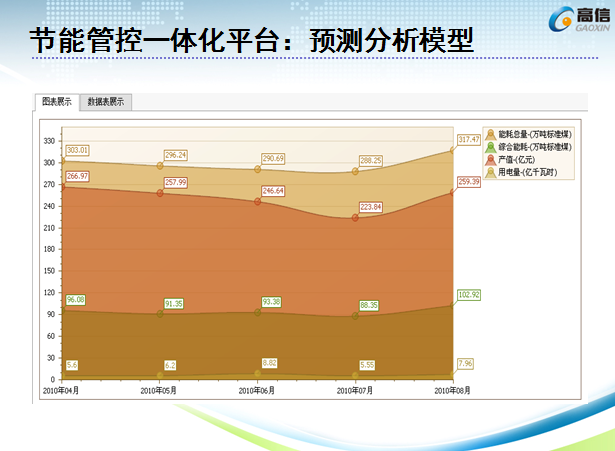 节能管控一体化平台：预测分析模型
高信
GAOXIN
图表展示 数据表展示
能耗总量-(万吨标准煤)
综合能耗-(万吨标准煤)
产值-(亿元)
用电量-(亿千瓦时)
330
300
270
240
210
180
150
120
90
60
30
0
303.01 296.24 290.69 288.25 317.47
266.97 257.99 246.64 223.84 259.39
96.08 91.35 93.38 88.35 102.92
5.6 6.2 8.82 5.55 7.96
2010年04月 2010年05月 2010年06月 2010年07月 2010年08月